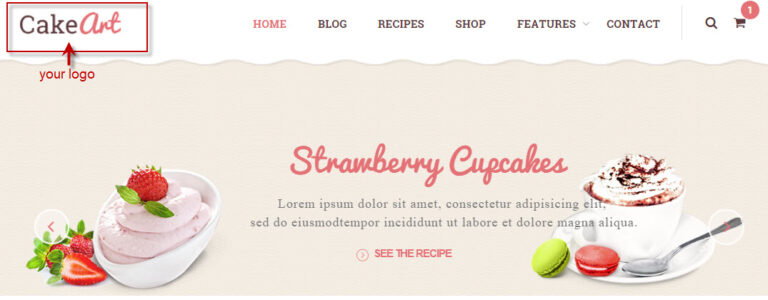 CakeArt
your logo
HOME BLOG RECIPES SHOP FEATURES CONTACT
1
Strawberry Cupcakes
Lorem ipsum dolor sit amet, consectetur adipisicing elit,
sed do eiusmodtempor incididunt ut labore et dolore magna aliqua.
SEE THE RECIPE